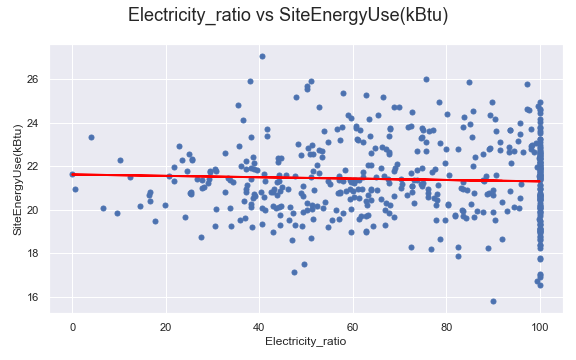 Electricity_ratio vs SiteEnergyUse(kBtu)
26
24
22
20
18
16
SiteEnergyUse(kBtu)
0 20 40 60 80 100
Electricity_ratio